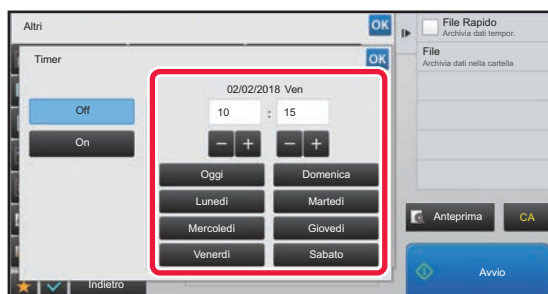 Altri
OK
Timer
OK
02/02/2018 Ven
Off
10 : 15
On
− + − +
Oggi Domenica
Lunedì Martedì
Mercoledì Giovedì
Venerdì Sabato
Indietro
File Rapido
Archivia dati tempor.
File
Archivia dati nella cartella
Anteprima
CA
Avvio